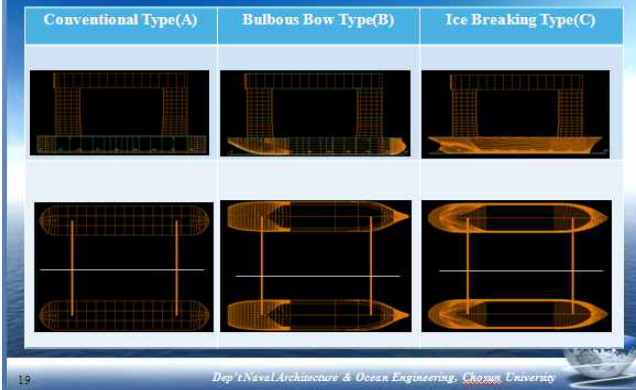 Conventional Type(A)
Bulbous Bow Type(B)
Ice Breaking Type(C)
19
Dep't Naval Architecture & Ocean Engineering, Chosun University